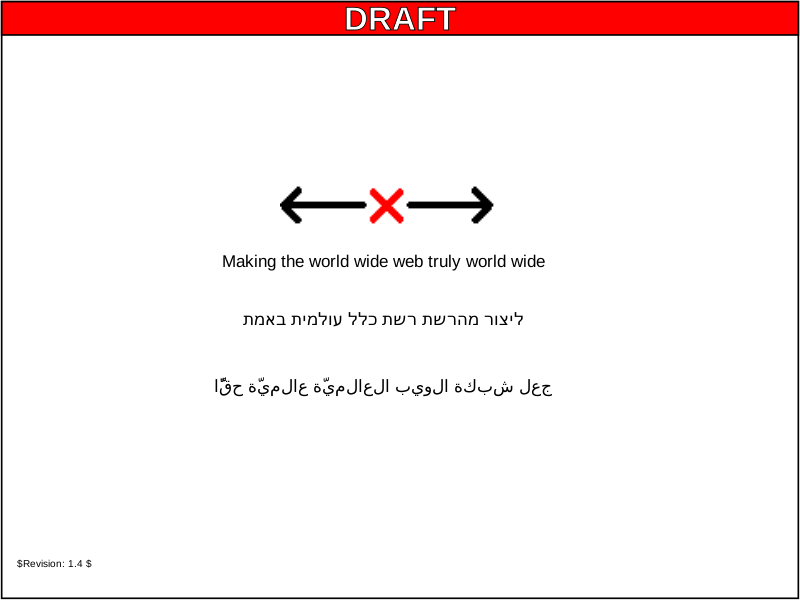 DRAFT
Making the world wide web truly world wide
ליצור מהרשת רשת כלל עולמית באמת
جعل شبكة الويب العالميّة عالميّة حقًّا
$Revision: 1.4 $